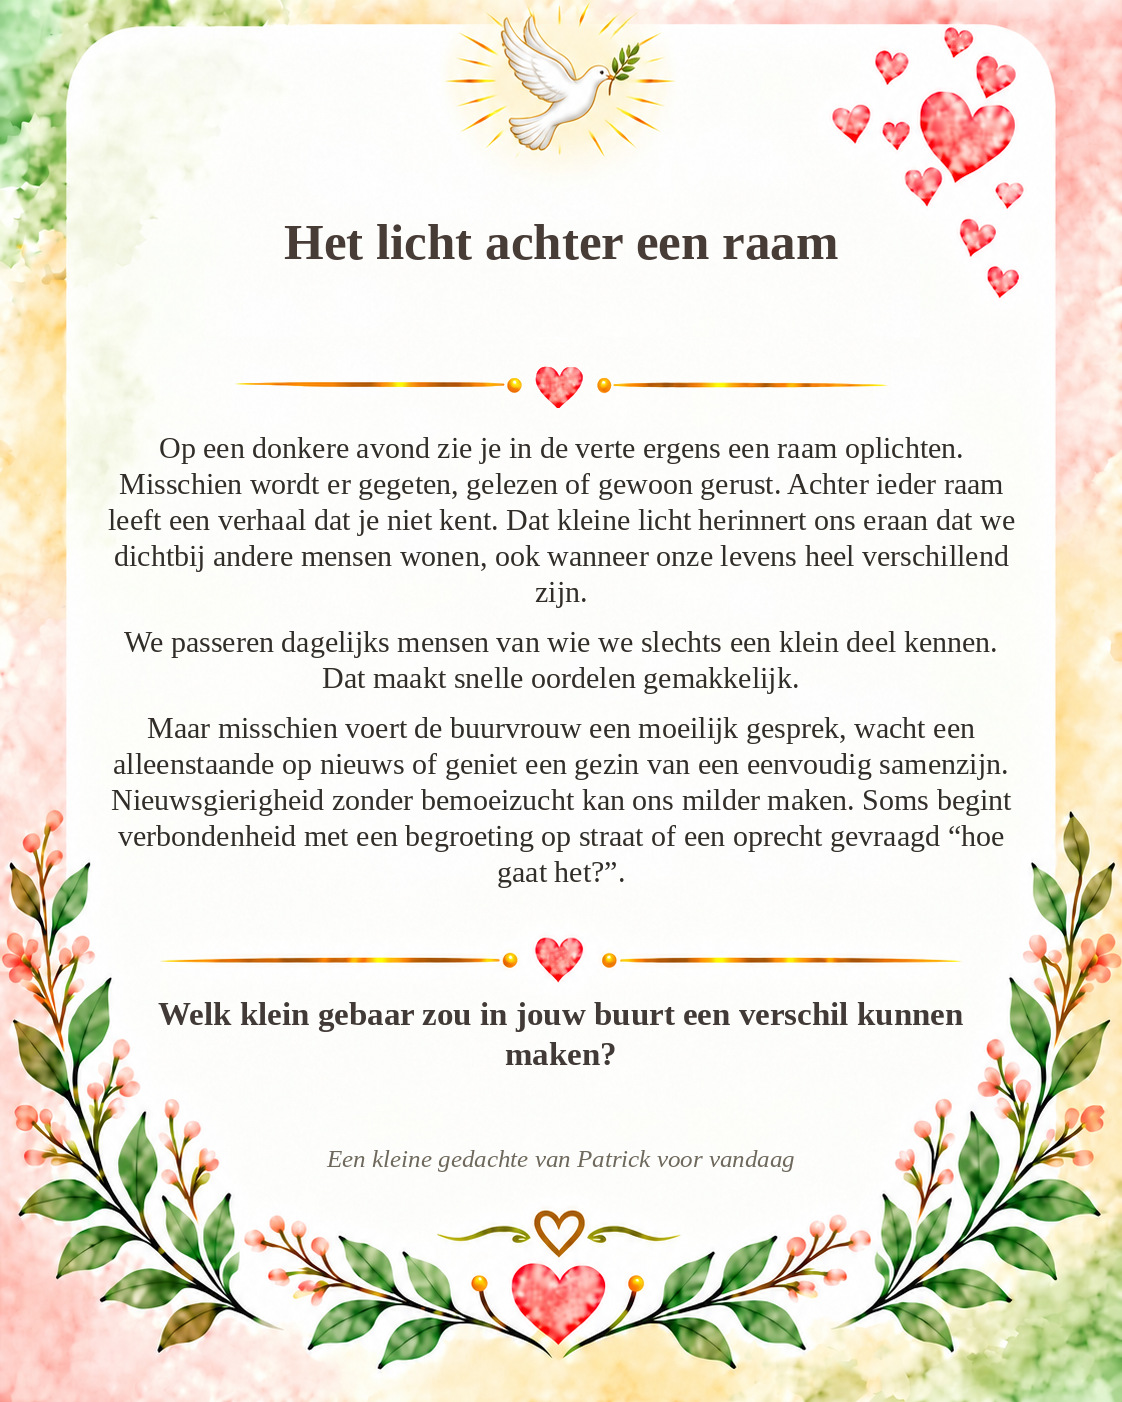 Het licht achter een raam
Op een donkere avond zie je in de verte ergens een raam oplichten.
Misschien wordt er gegeten, gelezen of gewoon gerust. Achter ieder raam
leeft een verhaal dat je niet kent. Dat kleine licht herinnert ons eraan dat we
dichtbij andere mensen wonen, ook wanneer onze levens heel verschillend
zijn.
We passeren dagelijks mensen van wie we slechts een klein deel kennen.
Dat maakt snelle oordelen gemakkelijk.
Maar misschien voert de buurvrouw een moeilijk gesprek, wacht een
alleenstaande op nieuws of geniet een gezin van een eenvoudig samenzijn.
Nieuwsgierigheid zonder bemoeizucht kan ons milder maken. Soms begint
verbondenheid met een begroeting op straat of een oprecht gevraagd “hoe
gaat het?”.
Welk klein gebaar zou in jouw buurt een verschil kunnen
maken?
Een kleine gedachte van Patrick voor vandaag